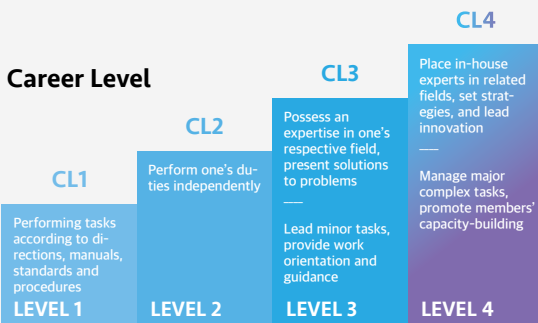 Career Level
CL1
Performing tasks
according to di-
rections, manuals,
standards and
procedures
LEVEL 1
CL2
Perform one's du-
ties independently
LEVEL 2
CL3
Possess an
expertise in one's
respective field,
present solutions
to problems
Lead minor tasks,
provide work
orientation and
guidance
LEVEL 3
CL4
Place in-house
experts in related
fields, set strat-
egies, and lead
innovation
Manage major
complex tasks,
promote members'
capacity-building
LEVEL 4